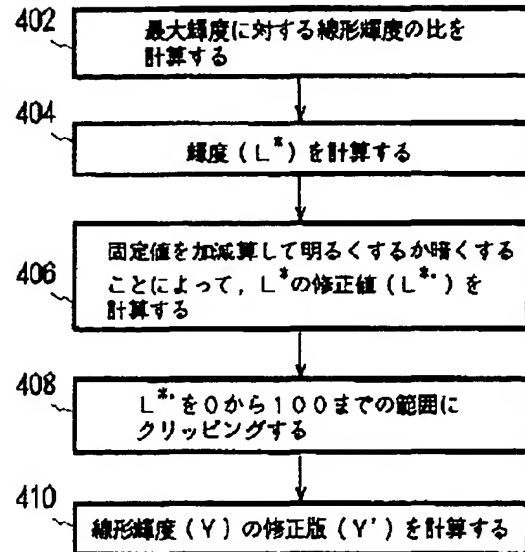 402
最大輝度に対する線形輝度の比を
計算する
404
輝度(L*)を計算する
406
固定値を加減算して明るくするか暗くする
ことによって,L*の修正値(L*')を
計算する
408
L*'を0から100までの範囲に
クリッピングする
410
線形輝度(Y)の修正版(Y')を計算する